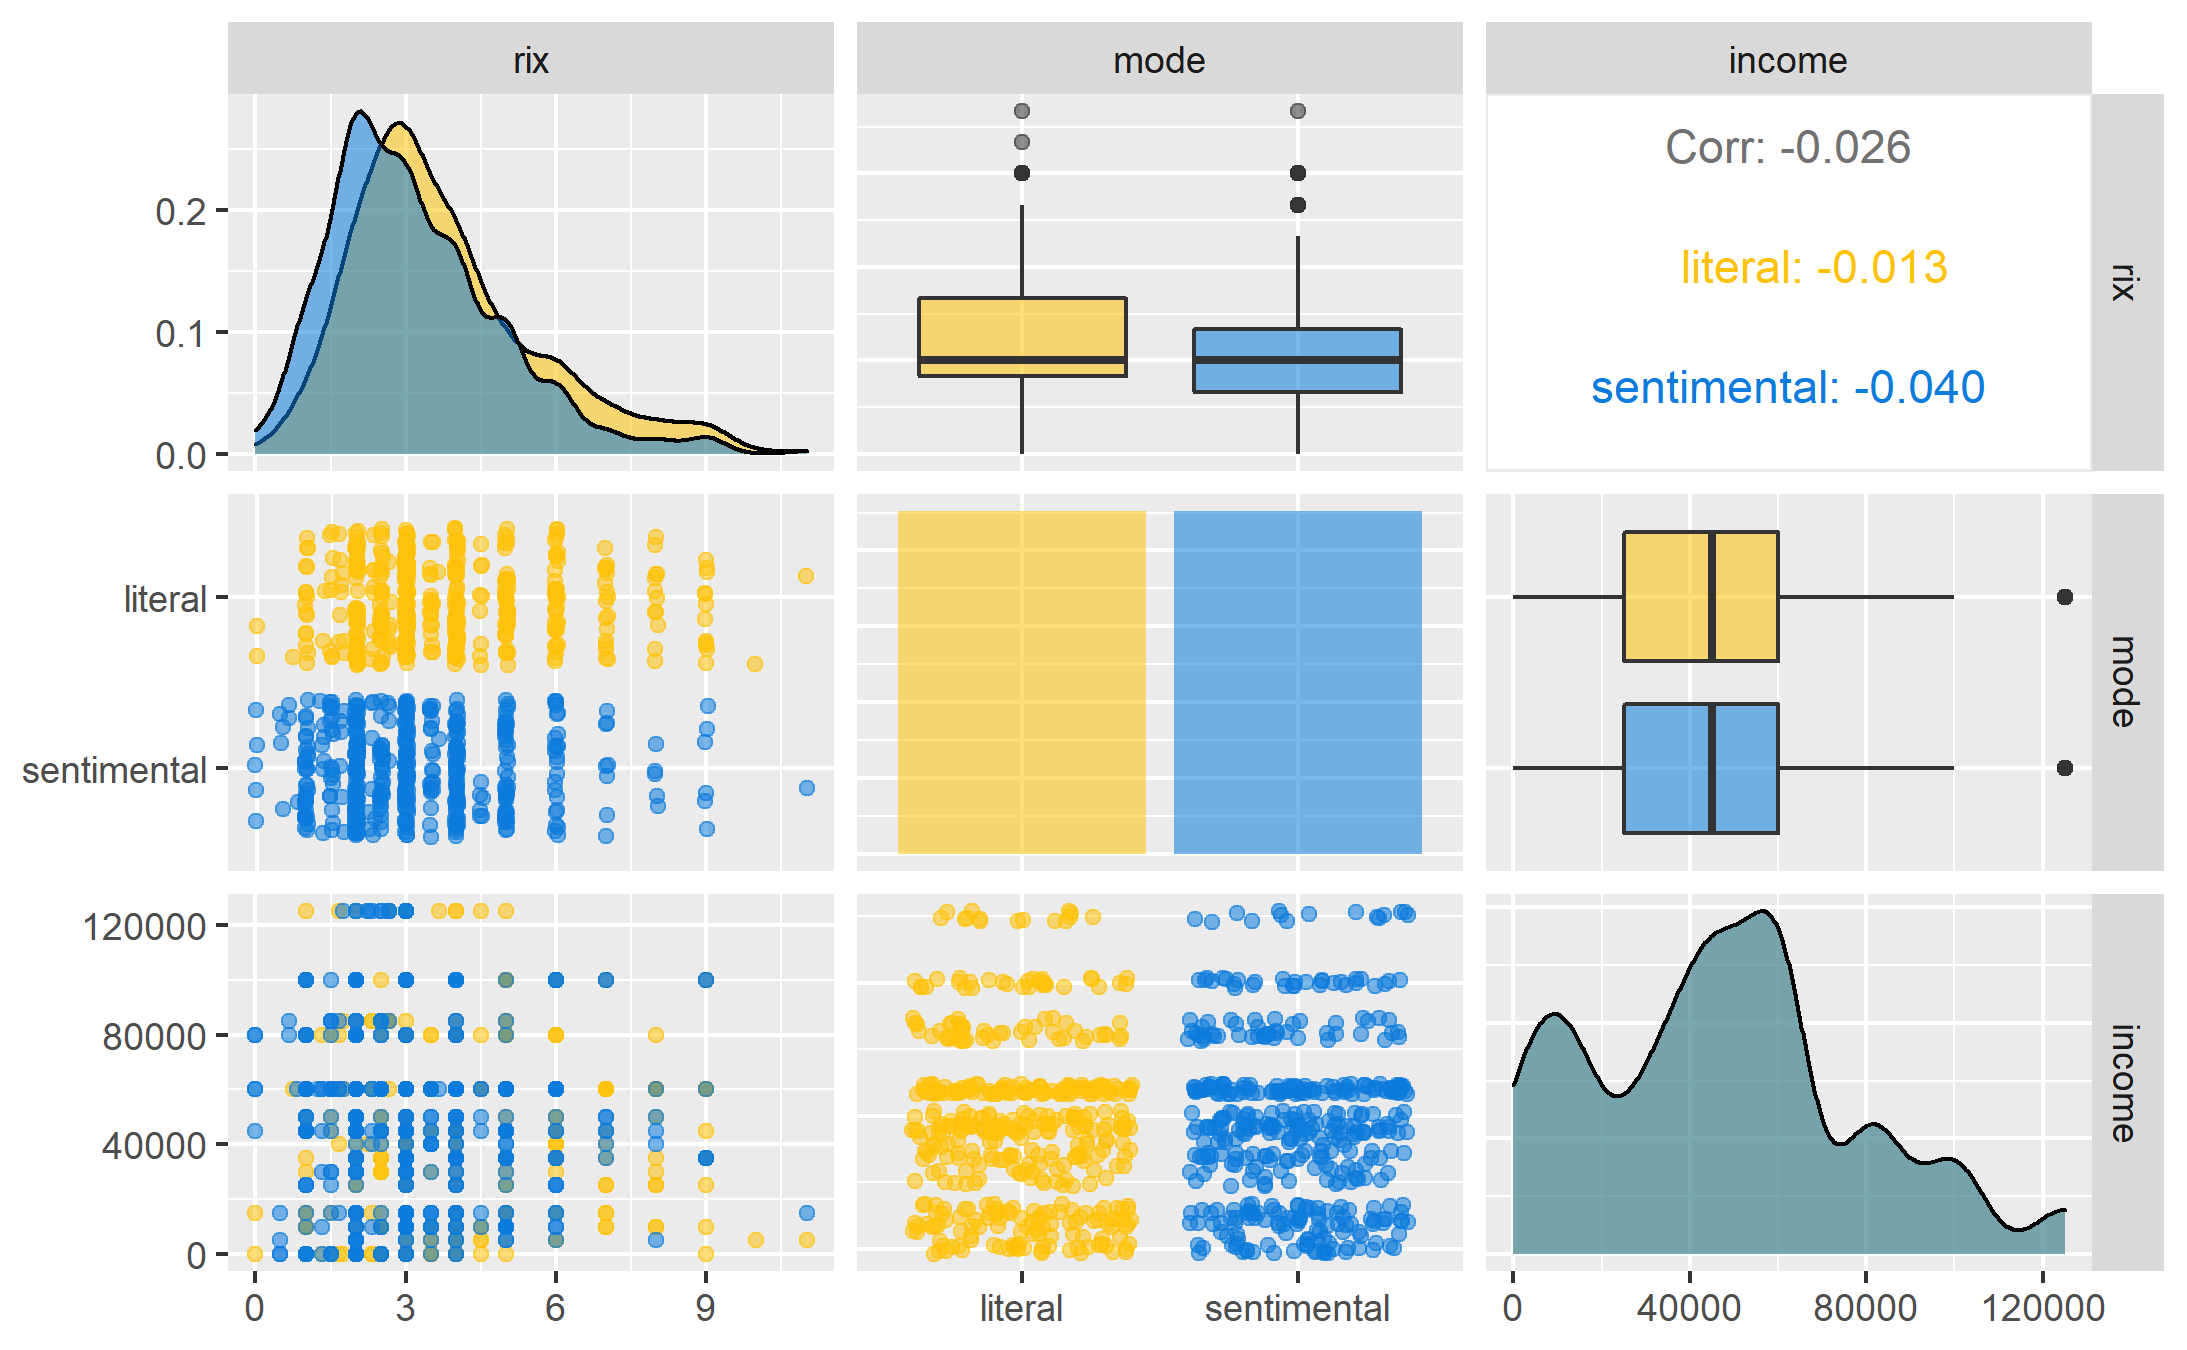 rix
mode
income
0.2
0.1
0.0
Corr: -0.026
literal: -0.013
sentimental: -0.040
rix
literal
sentimental
mode
120000
80000
40000
0
income
0 3 6 9
literal sentimental
0 40000 80000 120000